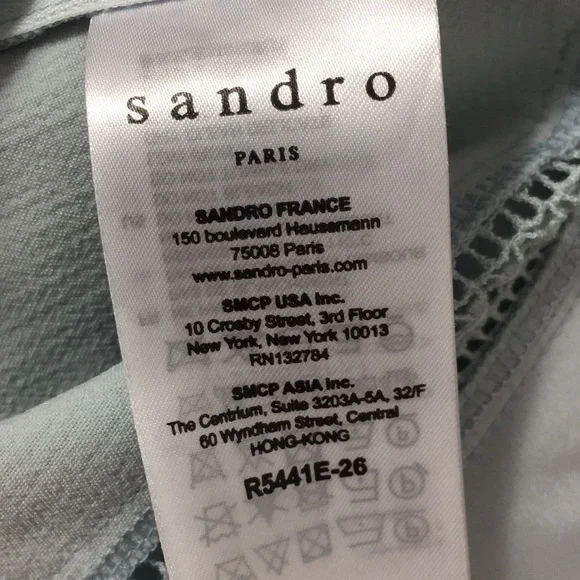 sandro
PARIS
SANDRO FRANCE
150 boulevard Haussmann
75008 Paris
www.sandro-paris.com
SMCP USA Inc.
10 Crosby Street, 3rd Floor
New York, New York 10013
RN132784
SMCP ASIA Inc.
The Centrium, Suite 3203A-5A, 32/F
60 Wyndham Street, Central
HONG-KONG
R5441E-26